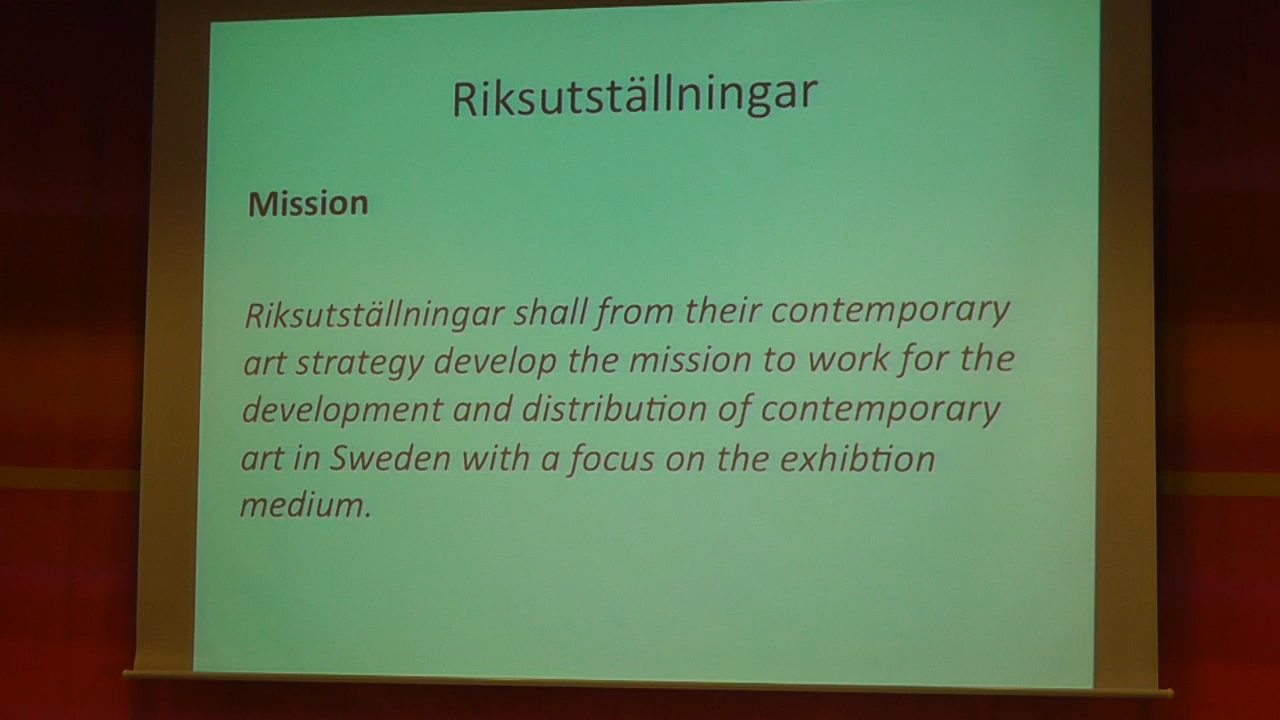 Riksutställningar
Mission
Riksutställningar shall from their contemporary
art strategy develop the mission to work for the
development and distribution of contemporary
art in Sweden with a focus on the exhibtion
medium.